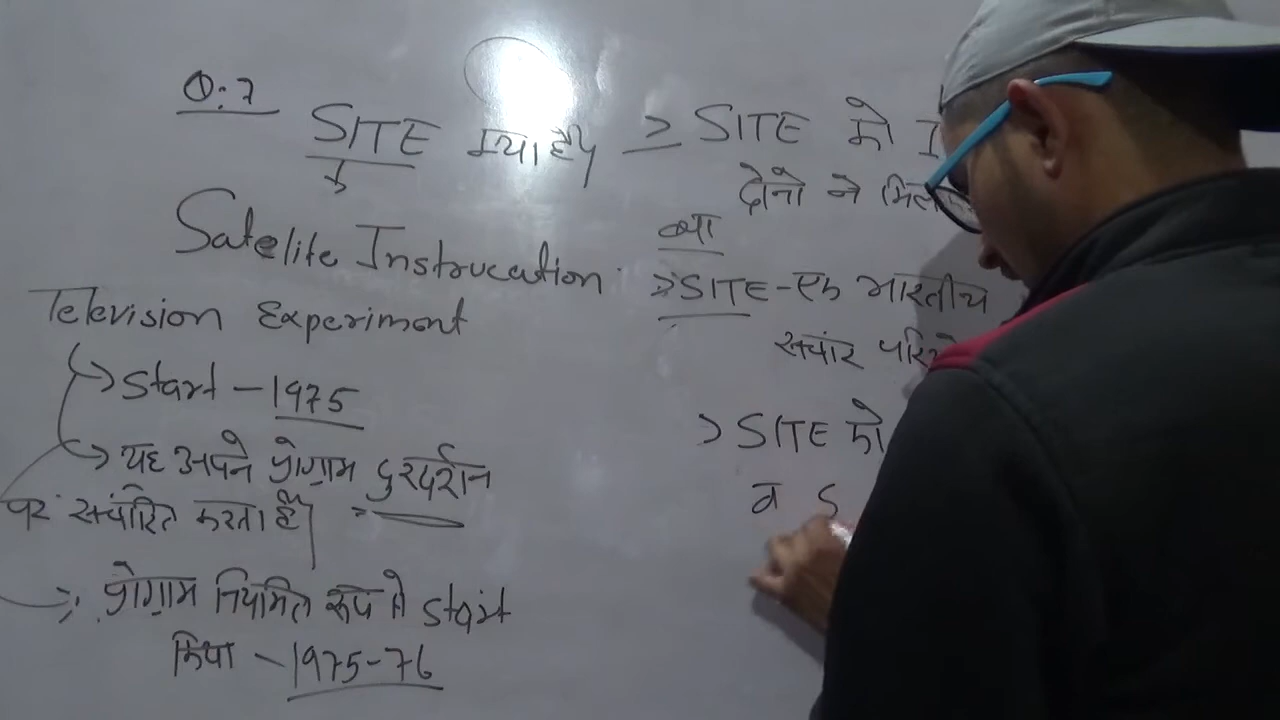 Q.7
SITE क्या है?
Satelite Instrucation
Television Experiment
→ Start - 1975
→ यह अपने प्रोग्राम दुरदर्शन
पर संचारित करता है।
प्रोग्राम नियमित रूप से start
किया - 1975-76
> SITE को I
दोनो ने
क्या
> SITE - एक भारतीय
संचार
> SITE को
व S